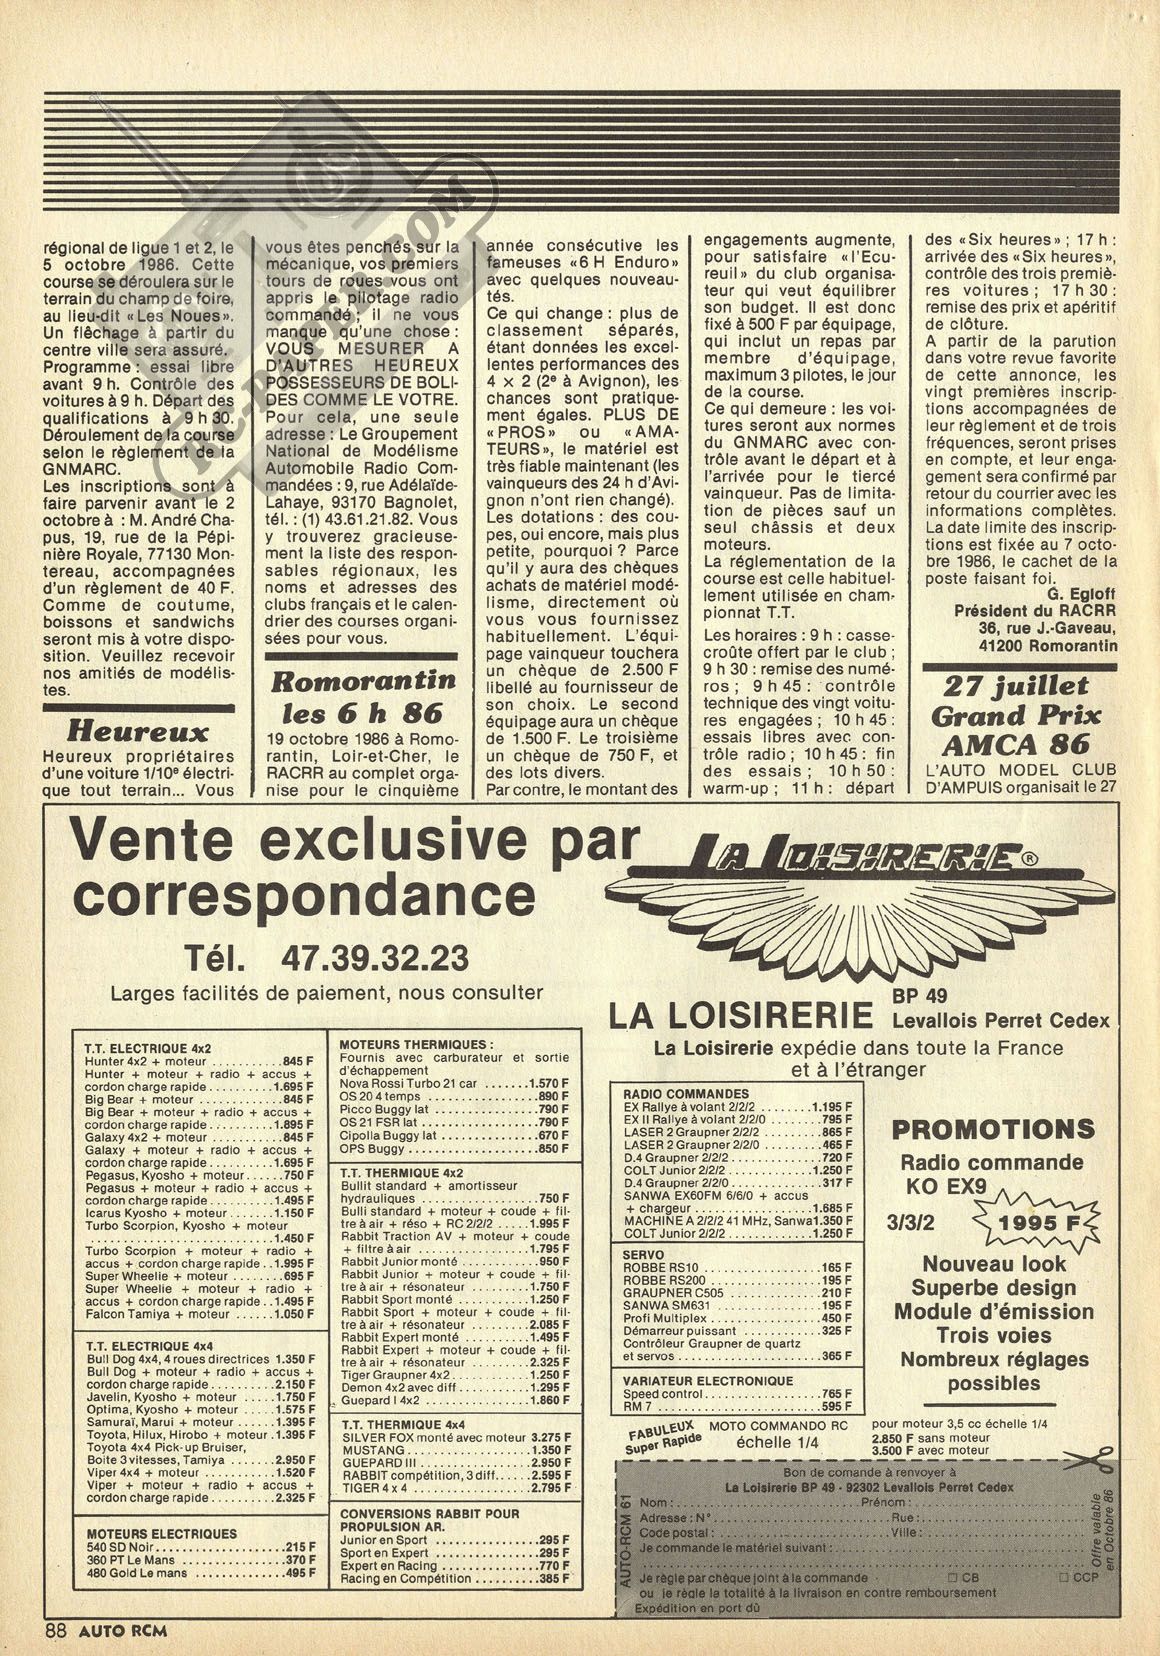 régional de ligue 1 et 2, le
5 octobre 1986. Cette
course se déroulera sur le
terrain du champ de foire,
au lieu-dit «Les Noues».
Un flêchage à partir du
centre ville sera assuré.
Programme : essai libre
avant 9 h. Contrôle des
voitures à 9 h. Départ des
qualifications à 9 h 30.
Déroulement de la course
selon le règlement de la
GNMARC.
Les inscriptions sont à
faire parvenir avant le 2
octobre à : M. André Cha-
pus, 19, rue de la Pépi-
nière Royale, 77130 Mon-
tereau, accompagnées
d'un règlement de 40 F.
Comme de coutume,
boissons et sandwichs
seront mis à votre dispo-
sition. Veuillez recevoir
nos amitiés de modélis-
tes.
Heureux
Heureux propriétaires
d'une voiture 1/10e électri-
que tout terrain... Vous
vous êtes penchés sur la
mécanique, vos premiers
tours de roues vous ont
appris le pilotage radio
commandé ; il ne vous
manque qu'une chose :
VOUS MESURER A
D'AUTRES HEUREUX
POSSESSEURS DE BOLI-
DES COMME LE VOTRE.
Pour cela, une seule
adresse : Le Groupement
National de Modélisme
Automobile Radio Com-
mandées : 9, rue Adélaïde-
Lahaye, 93170 Bagnolet,
tél. : (1) 43.61.21.82. Vous
y trouverez gracieuse-
ment la liste des respon-
sables régionaux, les
noms et adresses des
clubs français et le calen-
drier des courses organi-
sées pour vous.
Romorantin
les 6 h 86
19 octobre 1986 à Romo-
rantin, Loir-et-Cher, le
RACRR au complet orga-
nise pour le cinquième
année consécutive les
fameuses «6 H Enduro»
avec quelques nouveau-
tés.
Ce qui change : plus de
classement séparés,
étant données les excel-
lentes performances des
4 × 2 (2e à Avignon), les
chances sont pratique-
ment égales. PLUS DE
«PROS» ou «AMA-
TEURS», le matériel est
très fiable maintenant (les
vainqueurs des 24 h d'Avi-
gnon n'ont rien changé).
Les dotations : des cou-
pes, oui encore, mais plus
petite, pourquoi ? Parce
qu'il y aura des chèques
achats de matériel modé-
lisme, directement où
vous vous fournissez
habituellement. L'équi-
page vainqueur touchera
un chèque de 2.500 F
libellé au fournisseur de
son choix. Le second
équipage aura un chèque
de 1.500 F. Le troisième
un chèque de 750 F, et
des lots divers.
Par contre, le montant des
engagements augmente,
pour satisfaire «l'Ecu-
reuil» du club organisa-
teur qui veut équilibrer
son budget. Il est donc
fixé à 500 F par équipage,
qui inclut un repas par
membre d'équipage,
maximum 3 pilotes, le jour
de la course.
Ce qui demeure : les voi-
tures seront aux normes
du GNMARC avec con-
trôle avant le départ et à
l'arrivée pour le tiercé
vainqueur. Pas de limita-
tion de pièces sauf un
seul châssis et deux
moteurs.
La réglementation de la
course est celle habituel-
lement utilisée en cham-
pionnat T.T.
Les horaires : 9 h : casse-
croûte offert par le club ;
9 h 30 : remise des numé-
ros ; 9 h 45 : contrôle
technique des vingt voitu-
res engagées ; 10 h 45 :
essais libres avec con-
trôle radio ; 10 h 45 : fin
des essais ; 10 h 50 :
warm-up ; 11 h : départ
des «Six heures» ; 17 h :
arrivée des «Six heures»,
contrôle des trois premiè-
res voitures ; 17 h 30 :
remise des prix et apéritif
de clôture.
A partir de la parution
dans votre revue favorite
de cette annonce, les
vingt premières inscrip-
tions accompagnées de
leur règlement et de trois
fréquences, seront prises
en compte, et leur enga-
gement sera confirmé par
retour du courrier avec les
informations complètes.
La date limite des inscrip-
tions est fixée au 7 octo-
bre 1986, le cachet de la
poste faisant foi.
G. Egloff
Président du RACRR
36, rue J.-Gaveau,
41200 Romorantin
27 juillet
Grand Prix
AMCA 86
L'AUTO MODEL CLUB
D'AMPUIS organisait le 27
RC-PAPER.COM
Vente exclusive par
correspondance
Tél. 47.39.32.23
Larges facilités de paiement, nous consulter
LA LOISIRERIE®
LA LOISIRERIE BP 49
Levallois Perret Cedex
La Loisirerie expédie dans toute la France
et à l'étranger
T.T. ELECTRIQUE 4x2
Hunter 4x2 + moteur ........... 845 F
Hunter + moteur + radio + accus +
cordon charge rapide .......... 1.695 F
Big Bear + moteur ............. 845 F
Big Bear + moteur + radio + accus +
cordon charge rapide .......... 1.895 F
Galaxy 4x2 + moteur ........... 845 F
Galaxy + moteur + radio + accus +
cordon charge rapide .......... 1.695 F
Pegasus, Kyosho + moteur ...... 750 F
Pegasus + moteur + radio + accus +
cordon charge rapide .......... 1.495 F
Icarus Kyosho + moteur ........ 1.150 F
Turbo Scorpion, Kyosho + moteur
.............................. 1.450 F
Turbo Scorpion + moteur + radio +
accus + cordon charge rapide .. 1.995 F
Super Wheelie + moteur ........ 695 F
Super Wheelie + moteur + radio +
accus + cordon charge rapide .. 1.495 F
Falcon Tamiya + moteur ........ 1.050 F
T.T. ELECTRIQUE 4x4
Bull Dog 4x4, 4 roues directrices 1.350 F
Bull Dog + moteur + radio + accus +
cordon charge rapide .......... 2.150 F
Javelin, Kyosho + moteur ...... 1.750 F
Optima, Kyosho + moteur ....... 1.575 F
Samuraï, Marui + moteur ....... 1.395 F
Toyota, Hilux, Hirobo + moteur . 1.395 F
Toyota 4x4 Pick-up Bruiser,
Boite 3 vitesses, Tamiya ...... 2.950 F
Viper 4x4 + moteur ............ 1.520 F
Viper + moteur + radio + accus +
cordon charge rapide .......... 2.325 F
MOTEURS ELECTRIQUES
540 SD Noir ................... 215 F
360 PT Le Mans ................ 370 F
480 Gold Le mans .............. 495 F
MOTEURS THERMIQUES :
Fournis avec carburateur et sortie
d'échappement
Nova Rossi Turbo 21 car ....... 1.570 F
OS 20 4 temps ................. 890 F
Picco Buggy lat ............... 790 F
OS 21 FSR lat ................. 790 F
Cipolla Buggy lat ............. 670 F
OPS Buggy ..................... 850 F
T.T. THERMIQUE 4x2
Bullit standard + amortisseur
hydrauliques .................. 750 F
Bulli standard + moteur + coude + fil-
tre à air + réso + RC 2/2/2 ..... 1.995 F
Rabbit Traction AV + moteur + coude
+ filtre à air ................ 1.795 F
Rabbit Junior monté ........... 950 F
Rabbit Junior + moteur + coude + fil-
tre à air + résonateur ........ 1.750 F
Rabbit Sport monté ............ 1.250 F
Rabbit Sport + moteur + coude + fil-
tre à air + résonateur ........ 2.085 F
Rabbit Expert monté ........... 1.495 F
Rabbit Expert + moteur + coude + fil-
tre à air + résonateur ........ 2.325 F
Tiger Graupner 4x2 ............ 1.250 F
Demon 4x2 avec diff ........... 1.295 F
Guepard I 4x2 ................. 1.860 F
T.T. THERMIQUE 4x4
SILVER FOX monté avec moteur 3.275 F
MUSTANG ....................... 1.350 F
GUEPARD III ................... 2.950 F
RABBIT compétition, 3 diff. ... 2.595 F
TIGER 4 x 4 ................... 2.795 F
CONVERSIONS RABBIT POUR
PROPULSION AR.
Junior en Sport ............... 295 F
Sport en Expert ............... 295 F
Expert en Racing .............. 770 F
Racing en Compétition ......... 385 F
RADIO COMMANDES
EX Rallye à volant 2/2/2 ...... 1.195 F
EX II Rallye à volant 2/2/0 ... 795 F
LASER 2 Graupner 2/2/2 ........ 865 F
LASER 2 Graupner 2/2/0 ........ 465 F
D.4 Graupner 2/2/2 ............ 720 F
COLT Junior 2/2/2 ............. 1.250 F
D.4 Graupner 2/2/2 ............ 317 F
SANWA EX60FM 6/6/0 + accus
+ chargeur .................... 1.685 F
MACHINE A 2/2/2 41 MHz, Sanwa 1.350 F
COLT Junior 2/2/2 ............. 1.250 F
SERVO
ROBBE RS10 .................... 165 F
ROBBE RS200 ................... 195 F
GRAUPNER C505 ................. 210 F
SANWA SM631 ................... 195 F
Profi Multiplex ............... 450 F
Démarreur puissant ............ 325 F
Contrôleur Graupner de quartz
et servos ..................... 365 F
VARIATEUR ELECTRONIQUE
Speed control ................. 765 F
RM 7 .......................... 595 F
PROMOTIONS
Radio commande
KO EX9
3/3/2 1995 F
Nouveau look
Superbe design
Module d'émission
Trois voies
Nombreux réglages
possibles
FABULEUX
Super Rapide
MOTO COMMANDO RC
échelle 1/4
pour moteur 3,5 cc échelle 1/4
2.850 F sans moteur
3.500 F avec moteur
Bon de comande à renvoyer à
La Loisirerie BP 49 - 92302 Levallois Perret Cedex
Nom : .......... Prénom : ..........
Adresse : N° .......... Rue : ..........
Code postal : .......... Ville : ..........
Je commande le matériel suivant : ..........
Je règle par chèque joint à la commande □ CB □ CCP
ou je règle la totalité à la livraison en contre remboursement
Expédition en port dû
AUTO-RCM 61
Offre valable
en Octobre 86
88 AUTO RCM